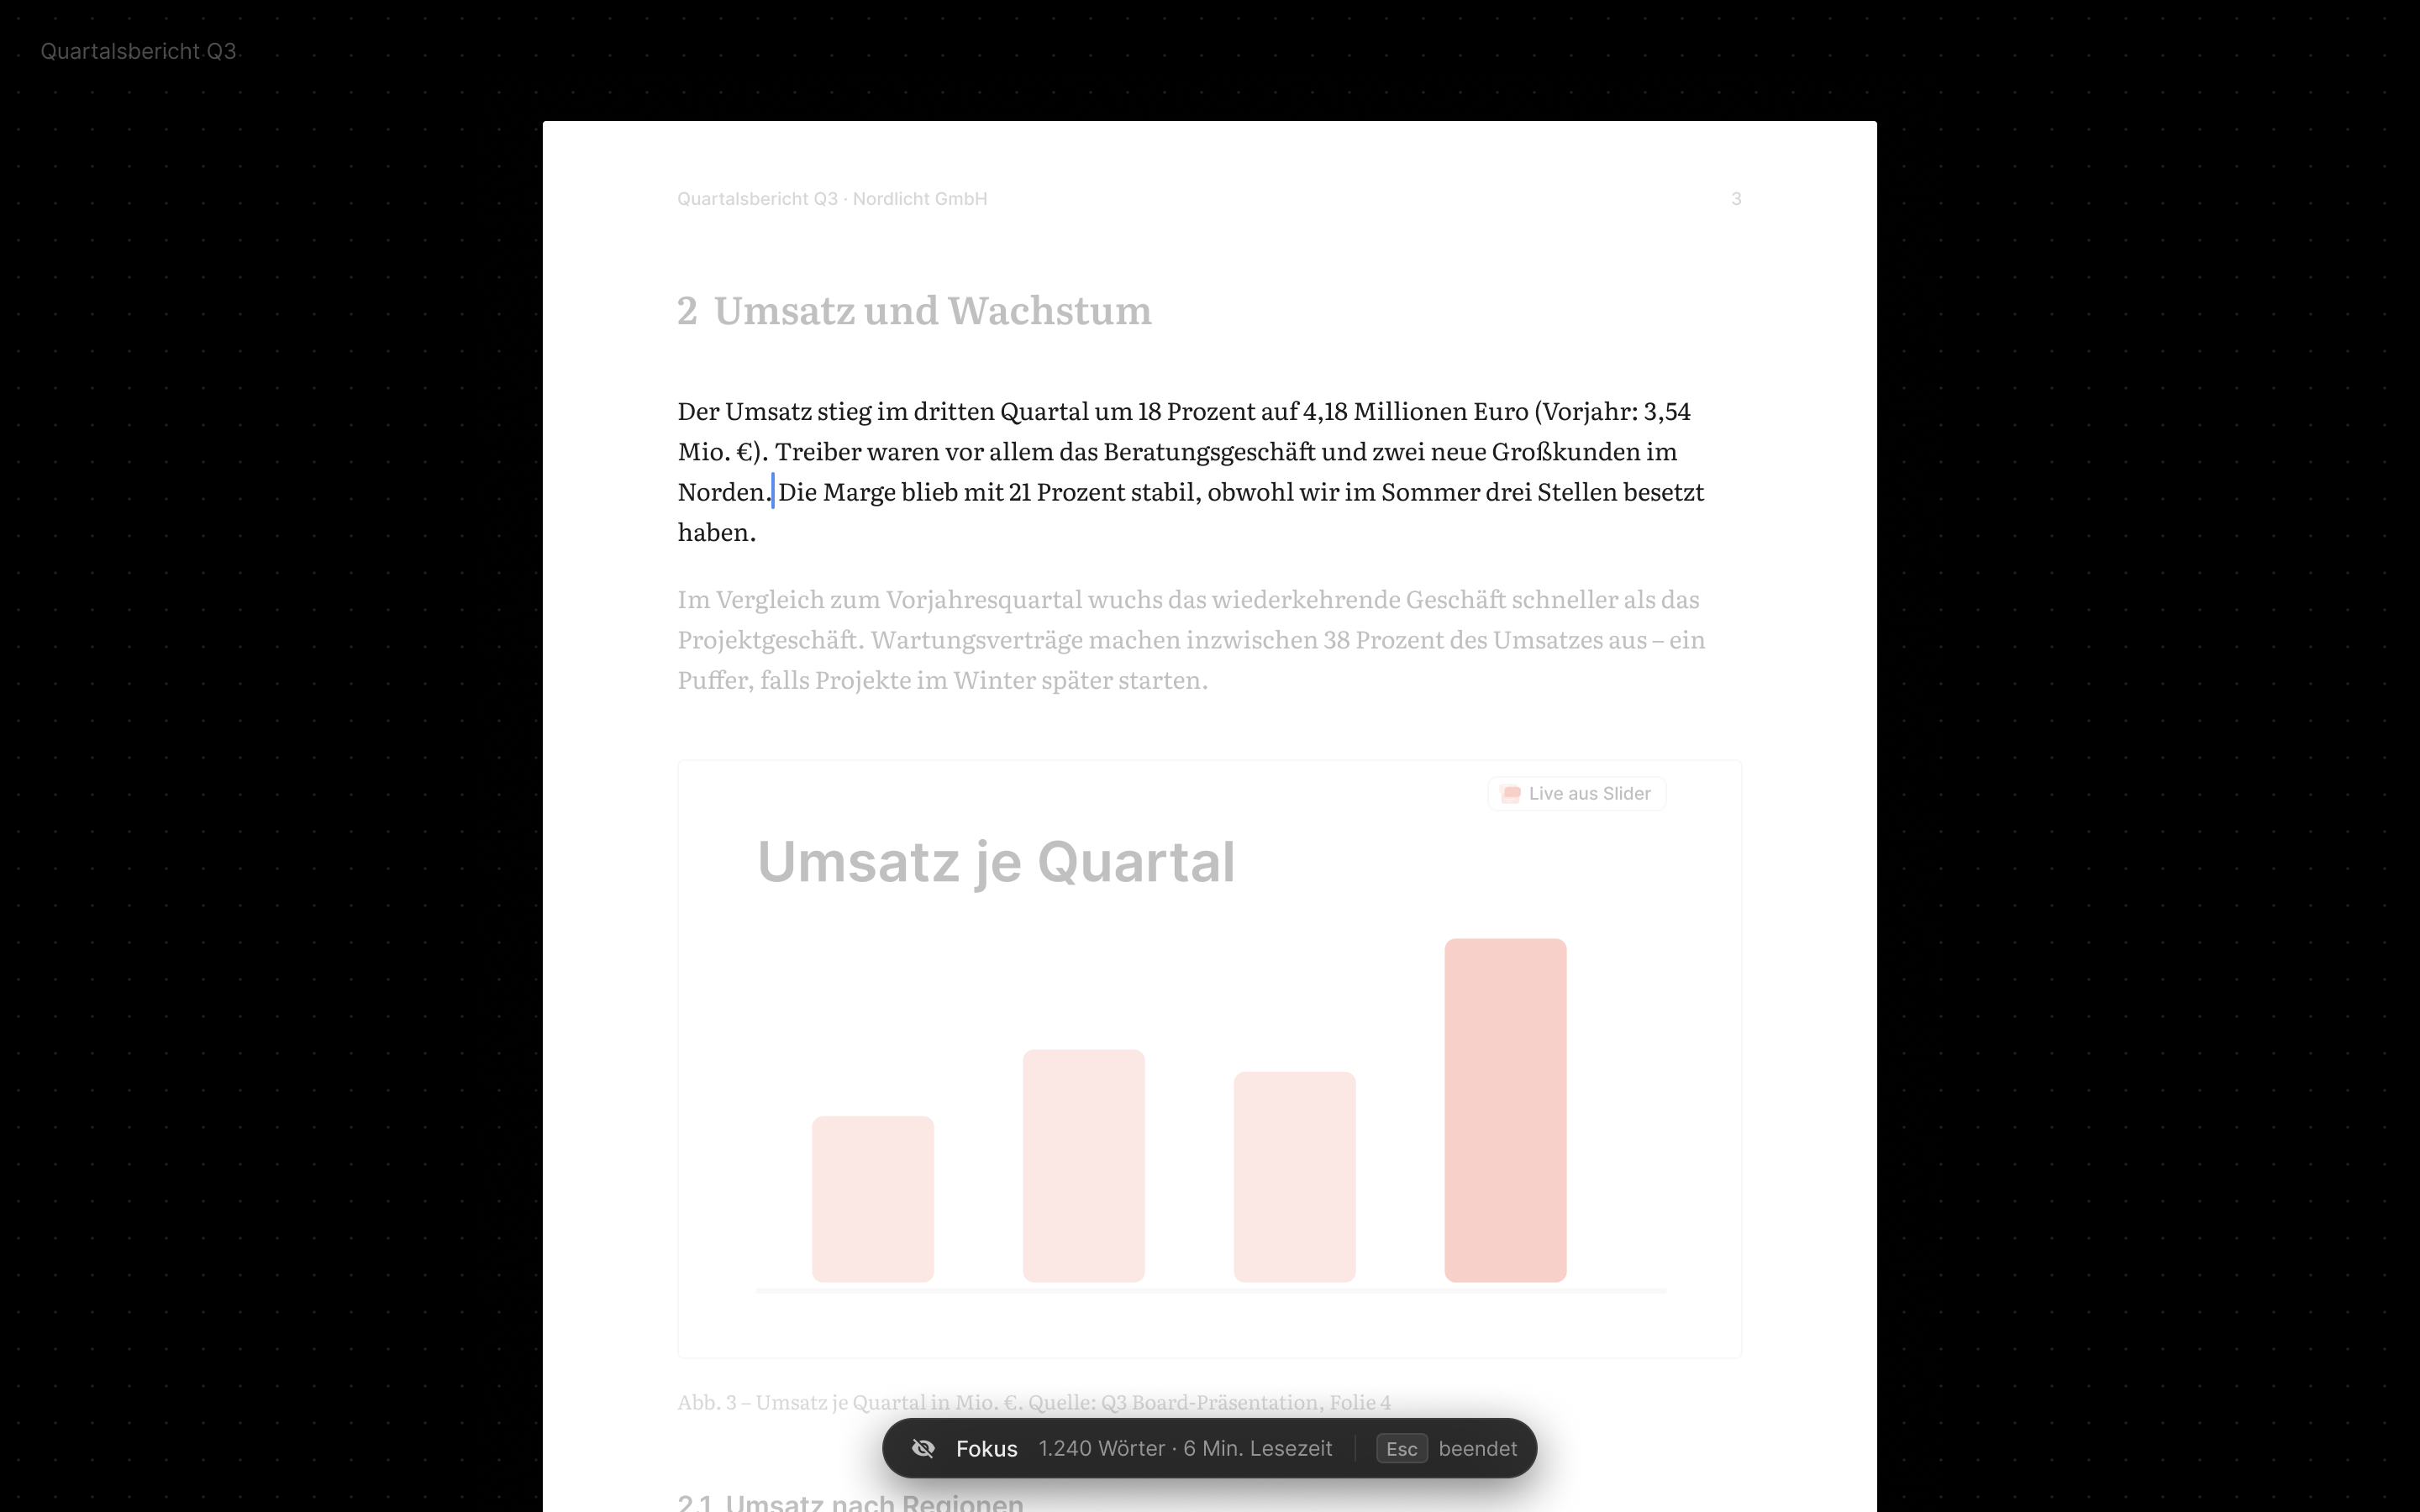 Quartalsbericht Q3
Quartalsbericht Q3 · Nordlicht GmbH
3
2 Umsatz und Wachstum
Der Umsatz stieg im dritten Quartal um 18 Prozent auf 4,18 Millionen Euro (Vorjahr: 3,54
Mio. €). Treiber waren vor allem das Beratungsgeschäft und zwei neue Großkunden im
Norden. Die Marge blieb mit 21 Prozent stabil, obwohl wir im Sommer drei Stellen besetzt
haben.
Im Vergleich zum Vorjahresquartal wuchs das wiederkehrende Geschäft schneller als das
Projektgeschäft. Wartungsverträge machen inzwischen 38 Prozent des Umsatzes aus – ein
Puffer, falls Projekte im Winter später starten.
Live aus Slider
Umsatz je Quartal
Abb. 3 – Umsatz je Quartal in Mio. €. Quelle: Q3 Board-Präsentation, Folie 4
Fokus 1.240 Wörter · 6 Min. Lesezeit Esc beendet
2.1 Umsatz nach Regionen